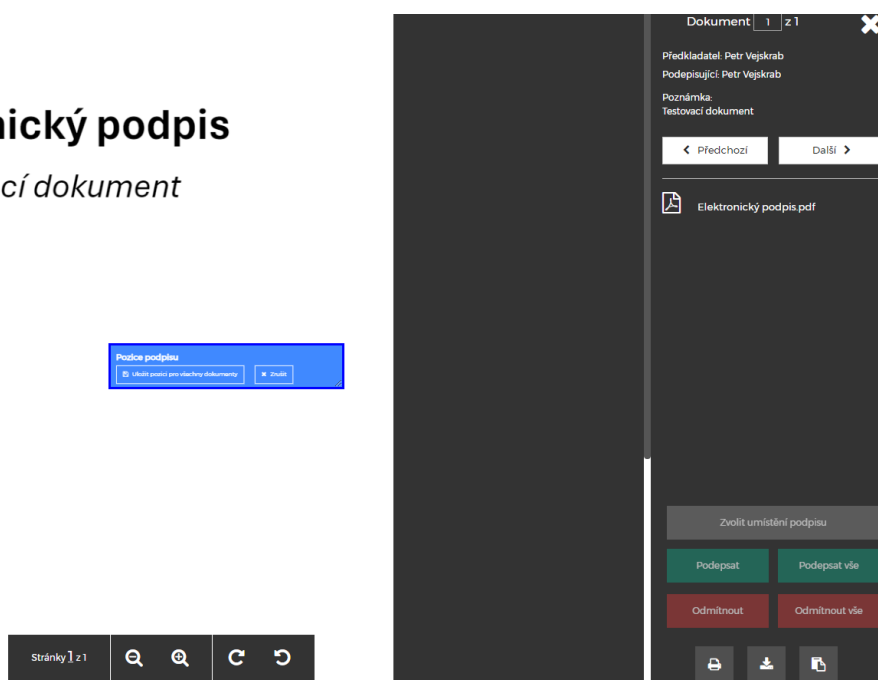 nický podpis
cí dokument
Pozice podpisu
Uložit pozici pro všechny dokumenty
Zrušit
Stránky 1 z 1
Dokument 1 z 1
Předkladatel: Petr Vejskrab
Podepisující: Petr Vejskrab
Poznámka:
Testovací dokument
Předchozí
Další
Elektronický podpis.pdf
Zvolit umístění podpisu
Podepsat
Podepsat vše
Odmítnout
Odmítnout vše